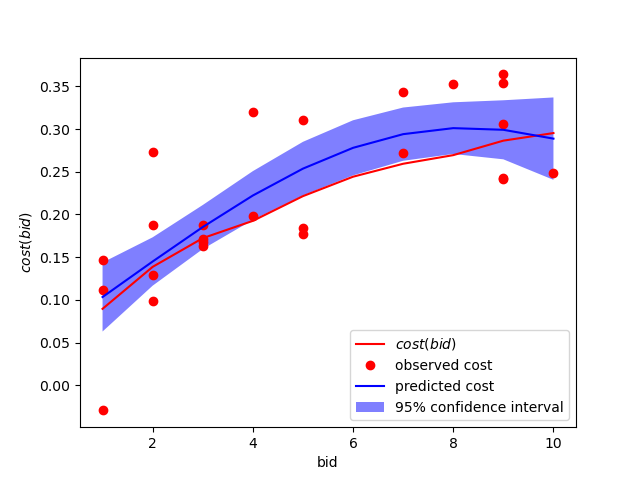 0.35
0.30
0.25
0.20
0.15
0.10
0.05
0.00
cost(bid)
cost(bid)
observed cost
predicted cost
95% confidence interval
2 4 6 8 10
bid